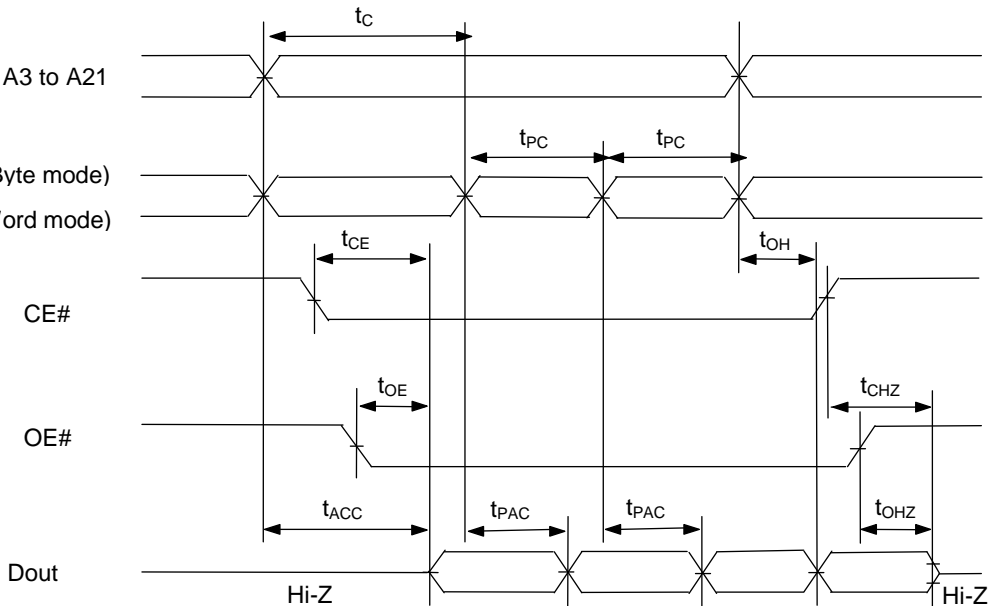 tC
A3 to A21
tPC tPC
yte mode)
ord mode)
tCE
tOH
CE#
tOE
tCHZ
OE#
tACC
tPAC
tPAC
tOHZ
Dout
Hi-Z
Hi-Z